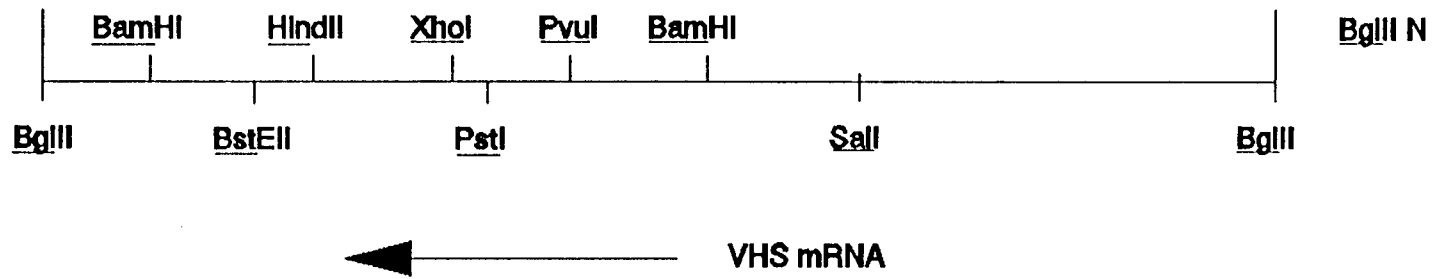 BamHI HindII XhoI PvuI BamHI BglII N
BglII BstEII PstI SalI BglII
VHS mRNA